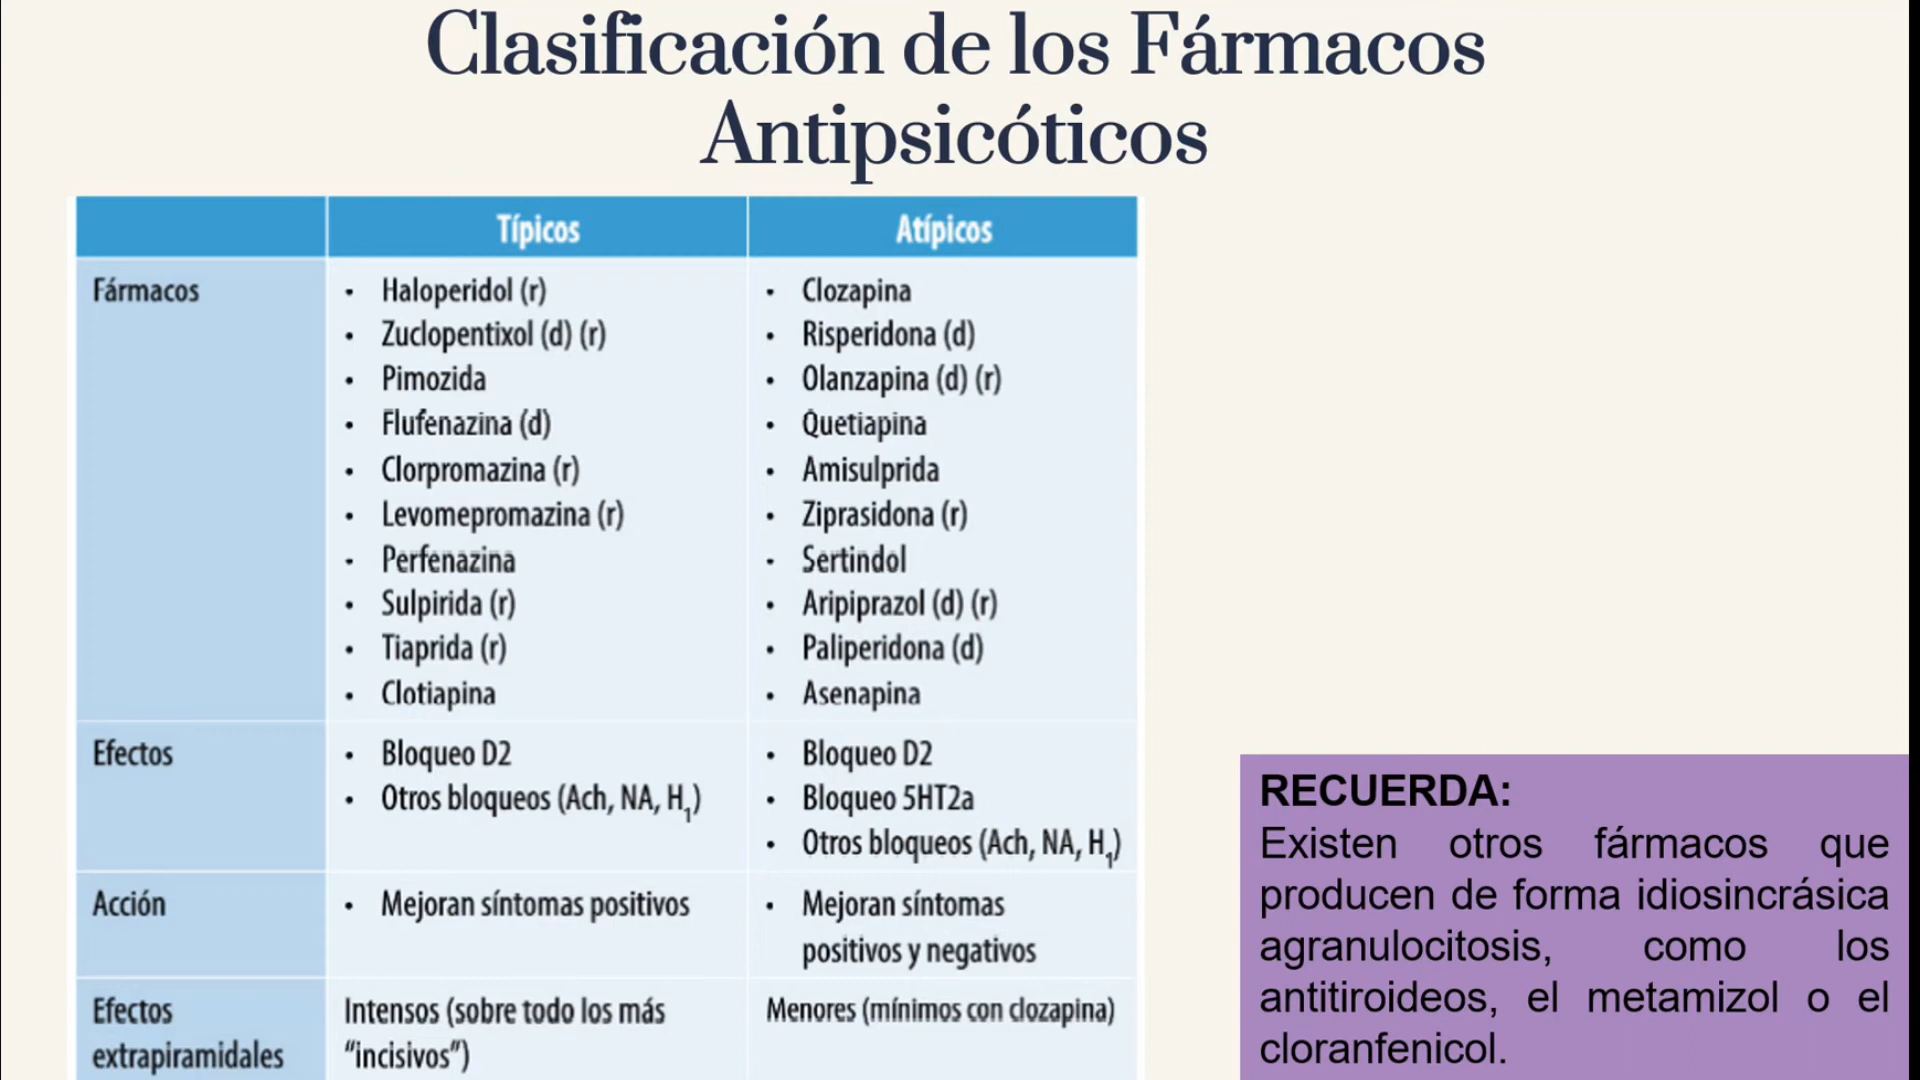 Clasificación de los Fármacos
Antipsicóticos
Típicos
Atípicos
Fármacos
• Haloperidol (r)
• Zuclopentixol (d) (r)
• Pimozida
• Flufenazina (d)
• Clorpromazina (r)
• Levomepromazina (r)
• Perfenazina
• Sulpirida (r)
• Tiaprida (r)
• Clotiapina
• Clozapina
• Risperidona (d)
• Olanzapina (d) (r)
• Quetiapina
• Amisulprida
• Ziprasidona (r)
• Sertindol
• Aripiprazol (d) (r)
• Paliperidona (d)
• Asenapina
Efectos
• Bloqueo D2
• Otros bloqueos (Ach, NA, H₁)
• Bloqueo D2
• Bloqueo 5HT2a
• Otros bloqueos (Ach, NA, H₁)
Acción
• Mejoran síntomas positivos
• Mejoran síntomas
positivos y negativos
Efectos
extrapiramidales
Intensos (sobre todo los más
“incisivos”)
Menores (mínimos con clozapina)
RECUERDA:
Existen otros fármacos que
producen de forma idiosincrásica
agranulocitosis, como los
antitiroideos, el metamizol o el
cloranfenicol.